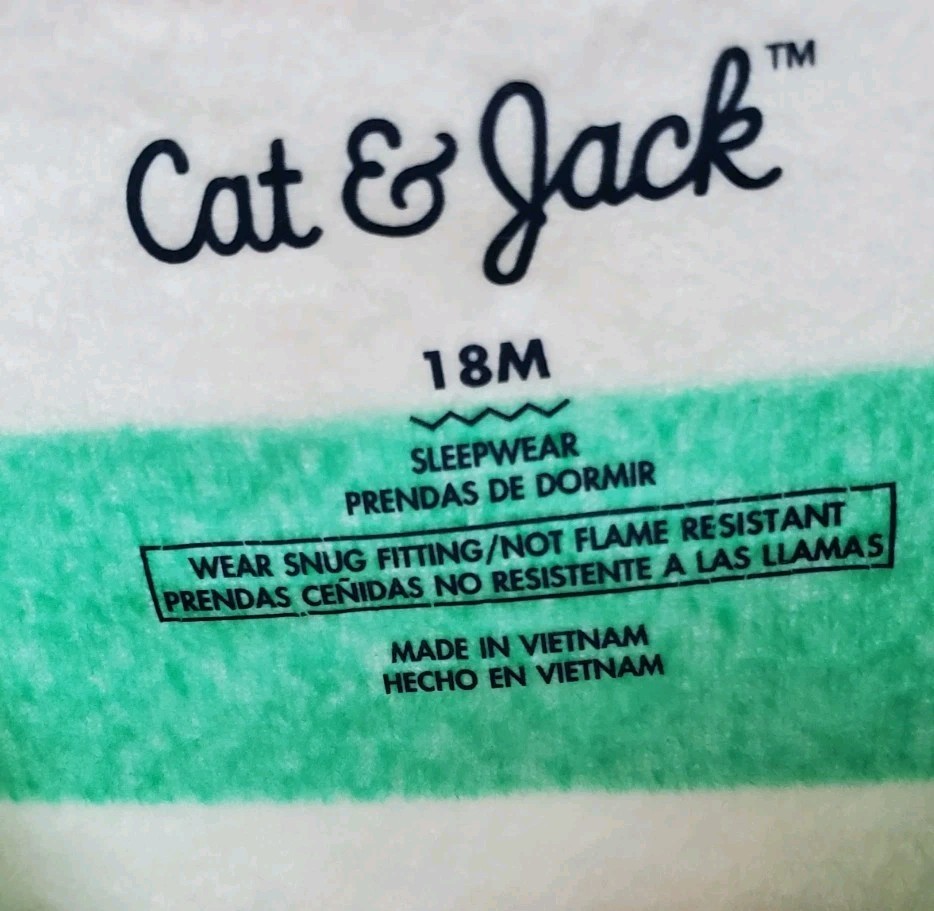 Cat & Jack™
18M
SLEEPWEAR
PRENDAS DE DORMIR
WEAR SNUG FITTING/NOT FLAME RESISTANT
PRENDAS CEÑIDAS NO RESISTENTE A LAS LLAMAS
MADE IN VIETNAM
HECHO EN VIETNAM